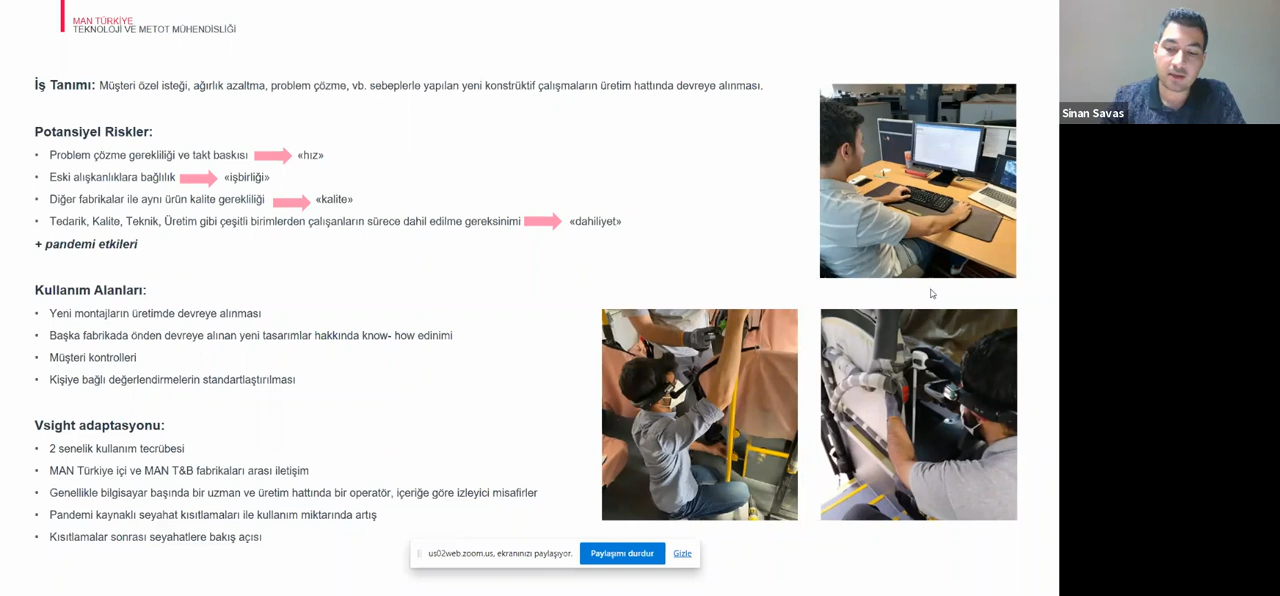 MAN TÜRKİYE
TEKNOLOJİ VE METOT MÜHENDİSLİĞİ
İş Tanımı: Müşteri özel isteği, ağırlık azaltma, problem çözme, vb. sebeplerle yapılan yeni konstrüktif çalışmaların üretim hattında devreye alınması.
Potansiyel Riskler:
• Problem çözme gerekliliği ve takt baskısı «hız»
• Eski alışkanlıklara bağlılık «işbirliği»
• Diğer fabrikalar ile aynı ürün kalite gerekliliği «kalite»
• Tedarik, Kalite, Teknik, Üretim gibi çeşitli birimlerden çalışanların sürece dahil edilme gereksinimi «dahiliyet»
+ pandemi etkileri
Kullanım Alanları:
• Yeni montajların üretimde devreye alınması
• Başka fabrikada önden devreye alınan yeni tasarımlar hakkında know- how edinimi
• Müşteri kontrolleri
• Kişiye bağlı değerlendirmelerin standartlaştırılması
Vsight adaptasyonu:
• 2 senelik kullanım tecrübesi
• MAN Türkiye içi ve MAN T&B fabrikaları arası iletişim
• Genellikle bilgisayar başında bir uzman ve üretim hattında bir operatör, içeriğe göre izleyici misafirler
• Pandemi kaynaklı seyahat kısıtlamaları ile kullanım miktarında artış
• Kısıtlamalar sonrası seyahatlere bakış açısı
us02web.zoom.us, ekranınızı paylaşıyor. Paylaşımı durdur Gizle
Sinan Savas